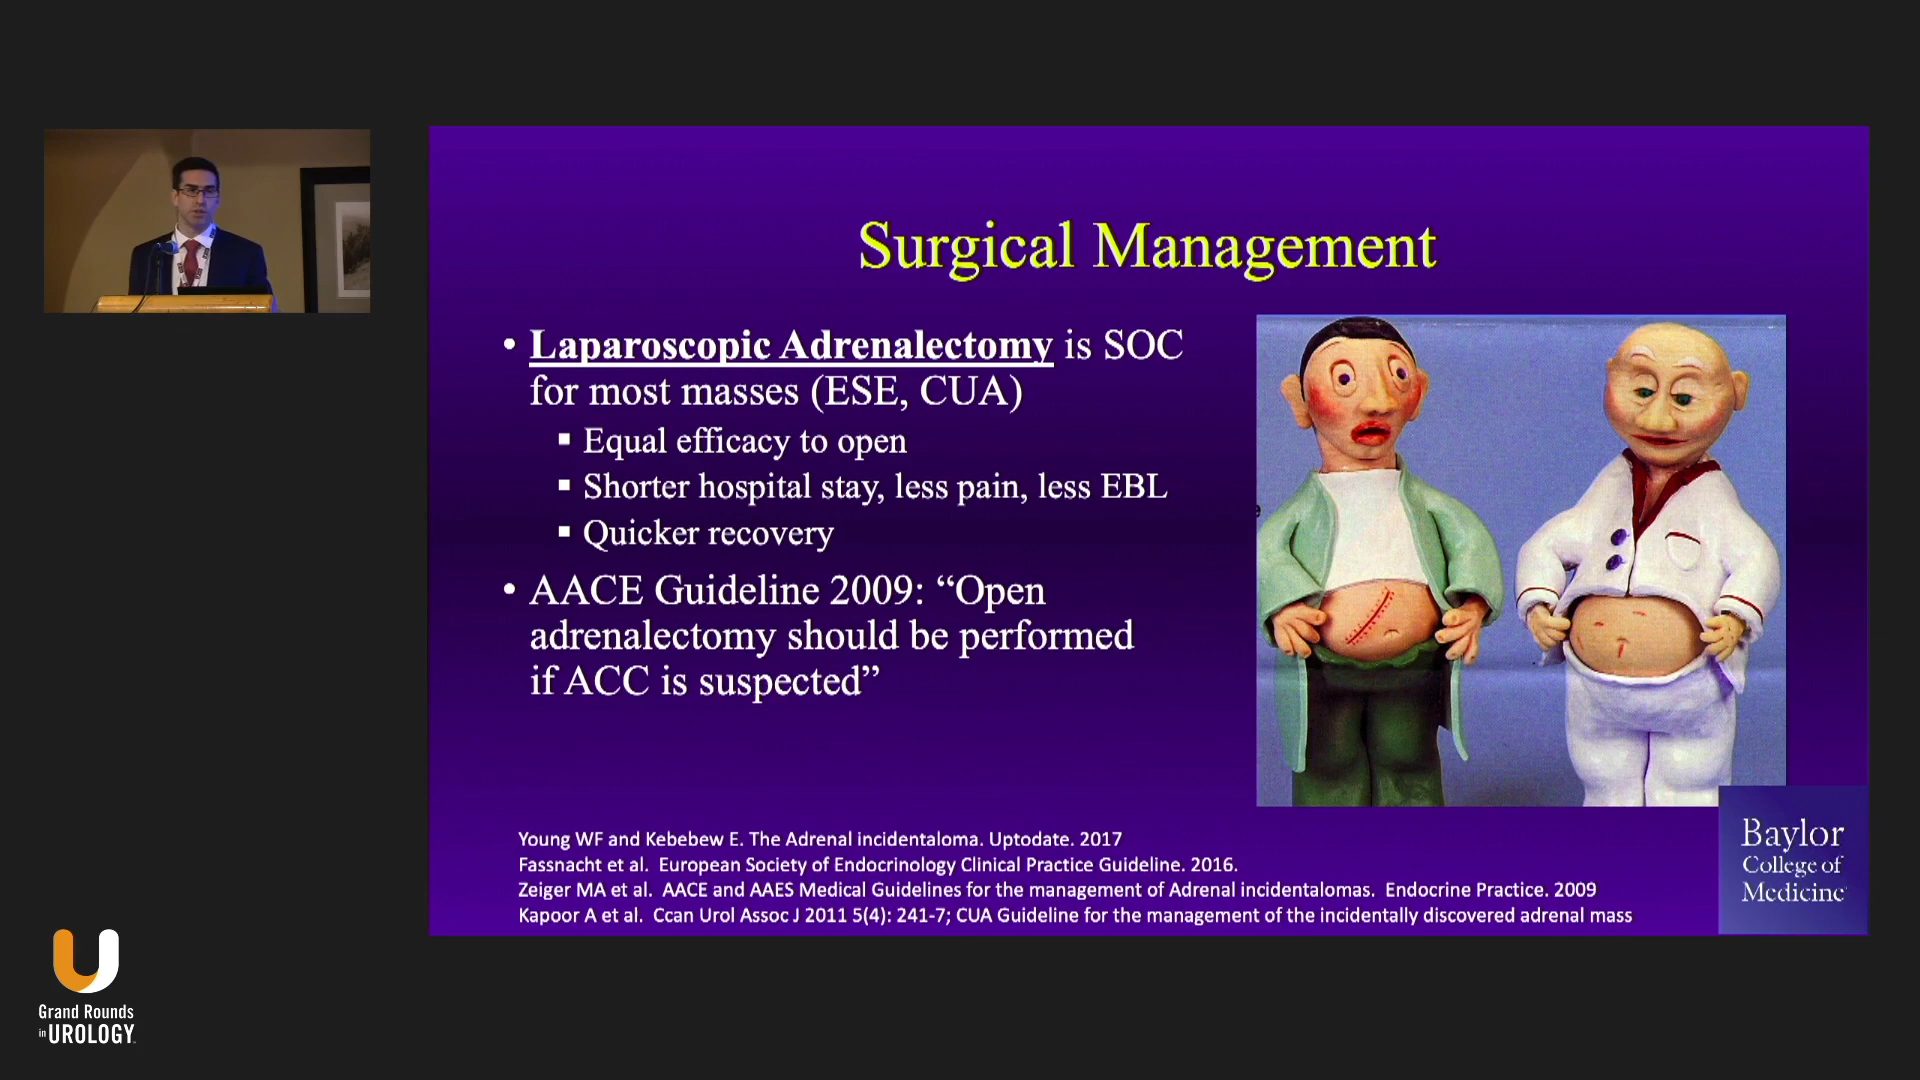 Surgical Management
• Laparoscopic Adrenalectomy is SOC
for most masses (ESE, CUA)
▪ Equal efficacy to open
▪ Shorter hospital stay, less pain, less EBL
▪ Quicker recovery
• AACE Guideline 2009: “Open
adrenalectomy should be performed
if ACC is suspected”
Young WF and Kebebew E. The Adrenal incidentaloma. Uptodate. 2017
Fassnacht et al.  European Society of Endocrinology Clinical Practice Guideline. 2016.
Zeiger MA et al.  AACE and AAES Medical Guidelines for the management of Adrenal incidentalomas.  Endocrine Practice. 2009
Kapoor A et al.  Ccan Urol Assoc J 2011 5(4): 241-7; CUA Guideline for the management of the incidentally discovered adrenal mass
Baylor
College of
Medicine
Grand Rounds
in UROLOGY